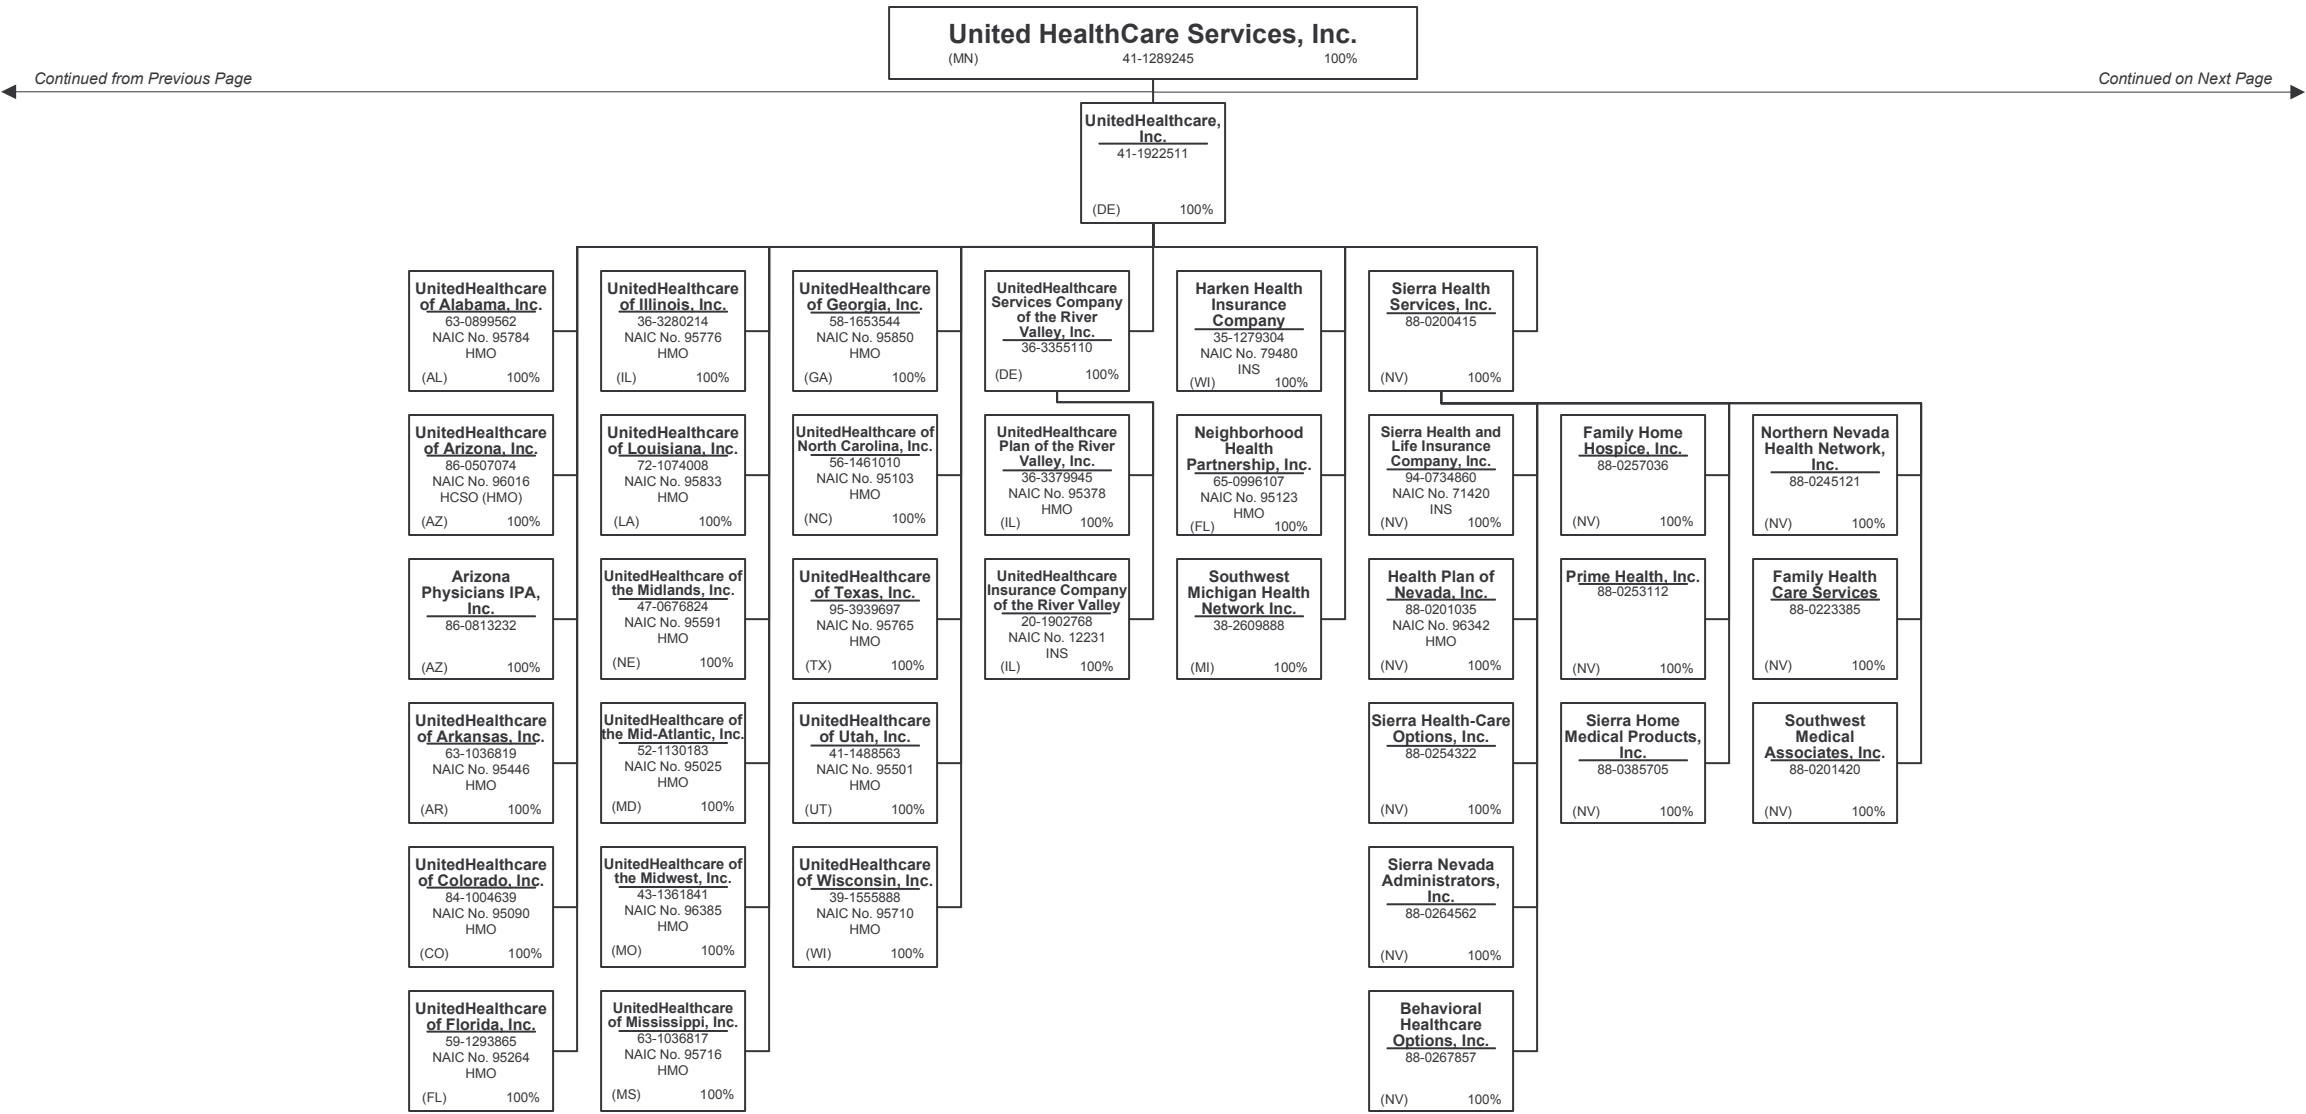 United HealthCare Services, Inc.
(MN) 41-1289245 100%
Continued from Previous Page
Continued on Next Page
UnitedHealthcare,
Inc.
41-1922511
(DE) 100%
UnitedHealthcare
of Alabama, Inc.
63-0899562
NAIC No. 95784
HMO
(AL) 100%
UnitedHealthcare
of Illinois, Inc.
36-3280214
NAIC No. 95776
HMO
(IL) 100%
UnitedHealthcare
of Georgia, Inc.
58-1653544
NAIC No. 95850
HMO
(GA) 100%
UnitedHealthcare
Services Company
of the River
Valley, Inc.
36-3355110
(DE) 100%
Harken Health
Insurance
Company
35-1279304
NAIC No. 79480
INS
(WI) 100%
Sierra Health
Services, Inc.
88-0200415
(NV) 100%
UnitedHealthcare
of Arizona, Inc.
86-0507074
NAIC No. 96016
HCSO (HMO)
(AZ) 100%
UnitedHealthcare
of Louisiana, Inc.
72-1074008
NAIC No. 95833
HMO
(LA) 100%
UnitedHealthcare of
North Carolina, Inc.
56-1461010
NAIC No. 95103
HMO
(NC) 100%
UnitedHealthcare
Plan of the River
Valley, Inc.
36-3379945
NAIC No. 95378
HMO
(IL) 100%
Neighborhood
Health
Partnership, Inc.
65-0996107
NAIC No. 95123
HMO
(FL) 100%
Sierra Health and
Life Insurance
Company, Inc.
94-0734860
NAIC No. 71420
INS
(NV) 100%
Family Home
Hospice, Inc.
88-0257036
(NV) 100%
Northern Nevada
Health Network,
Inc.
88-0245121
(NV) 100%
Arizona
Physicians IPA,
Inc.
86-0813232
(AZ) 100%
UnitedHealthcare of
the Midlands, Inc.
47-0676824
NAIC No. 95591
HMO
(NE) 100%
UnitedHealthcare
of Texas, Inc.
95-3939697
NAIC No. 95765
HMO
(TX) 100%
UnitedHealthcare
Insurance Company
of the River Valley
20-1902768
NAIC No. 12231
INS
(IL) 100%
Southwest
Michigan Health
Network Inc.
38-2609888
(MI) 100%
Health Plan of
Nevada, Inc.
88-0201035
NAIC No. 96342
HMO
(NV) 100%
Prime Health, Inc.
88-0253112
(NV) 100%
Family Health
Care Services
88-0223385
(NV) 100%
UnitedHealthcare
of Arkansas, Inc.
63-1036819
NAIC No. 95446
HMO
(AR) 100%
UnitedHealthcare of
the Mid-Atlantic, Inc.
52-1130183
NAIC No. 95025
HMO
(MD) 100%
UnitedHealthcare
of Utah, Inc.
41-1488563
NAIC No. 95501
HMO
(UT) 100%
Sierra Health-Care
Options, Inc.
88-0254322
(NV) 100%
Sierra Home
Medical Products,
Inc.
88-0385705
(NV) 100%
Southwest
Medical
Associates, Inc.
88-0201420
(NV) 100%
UnitedHealthcare
of Colorado, Inc.
84-1004639
NAIC No. 95090
HMO
(CO) 100%
UnitedHealthcare of
the Midwest, Inc.
43-1361841
NAIC No. 96385
HMO
(MO) 100%
UnitedHealthcare
of Wisconsin, Inc.
39-1555888
NAIC No. 95710
HMO
(WI) 100%
Sierra Nevada
Administrators,
Inc.
88-0264562
(NV) 100%
UnitedHealthcare
of Florida, Inc.
59-1293865
NAIC No. 95264
HMO
(FL) 100%
UnitedHealthcare
of Mississippi, Inc.
63-1036817
NAIC No. 95716
HMO
(MS) 100%
Behavioral
Healthcare
Options, Inc.
88-0267857
(NV) 100%